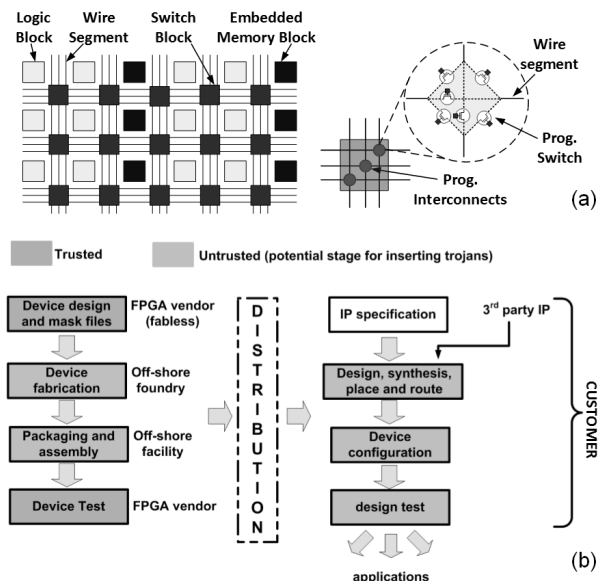 Logic Block
Wire Segment
Switch Block
Embedded Memory Block
Wire segment
Prog. Switch
Prog. Interconnects
(a)
Trusted
Untrusted (potential stage for inserting trojans)
Device design and mask files
FPGA vendor (fabless)
Device fabrication
Off-shore foundry
Packaging and assembly
Off-shore facility
Device Test
FPGA vendor
DISTRIBUTION
IP specification
3rd party IP
Design, synthesis, place and route
Device configuration
design test
applications
CUSTOMER
(b)